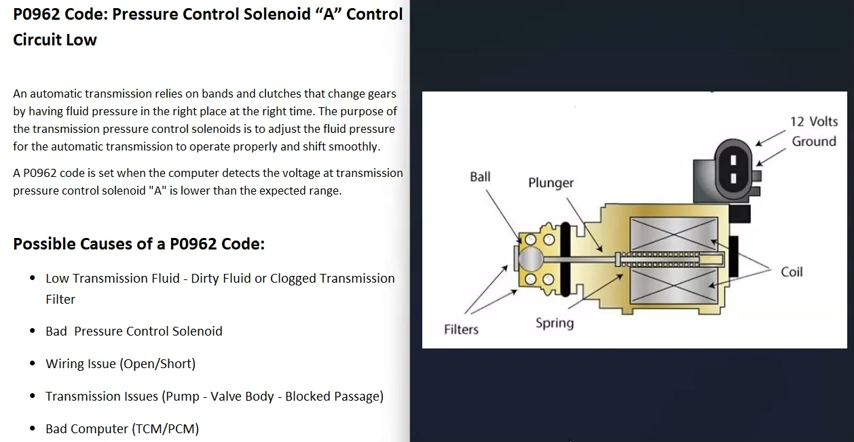 P0962 Code: Pressure Control Solenoid “A” Control
Circuit Low
An automatic transmission relies on bands and clutches that change gears
by having fluid pressure in the right place at the right time. The purpose of
the transmission pressure control solenoids is to adjust the fluid pressure
for the automatic transmission to operate properly and shift smoothly.
A P0962 code is set when the computer detects the voltage at transmission
pressure control solenoid "A" is lower than the expected range.
Possible Causes of a P0962 Code:
• Low Transmission Fluid - Dirty Fluid or Clogged Transmission
Filter
• Bad Pressure Control Solenoid
• Wiring Issue (Open/Short)
• Transmission Issues (Pump - Valve Body - Blocked Passage)
• Bad Computer (TCM/PCM)
12 Volts
Ground
Ball
Plunger
Coil
Spring
Filters